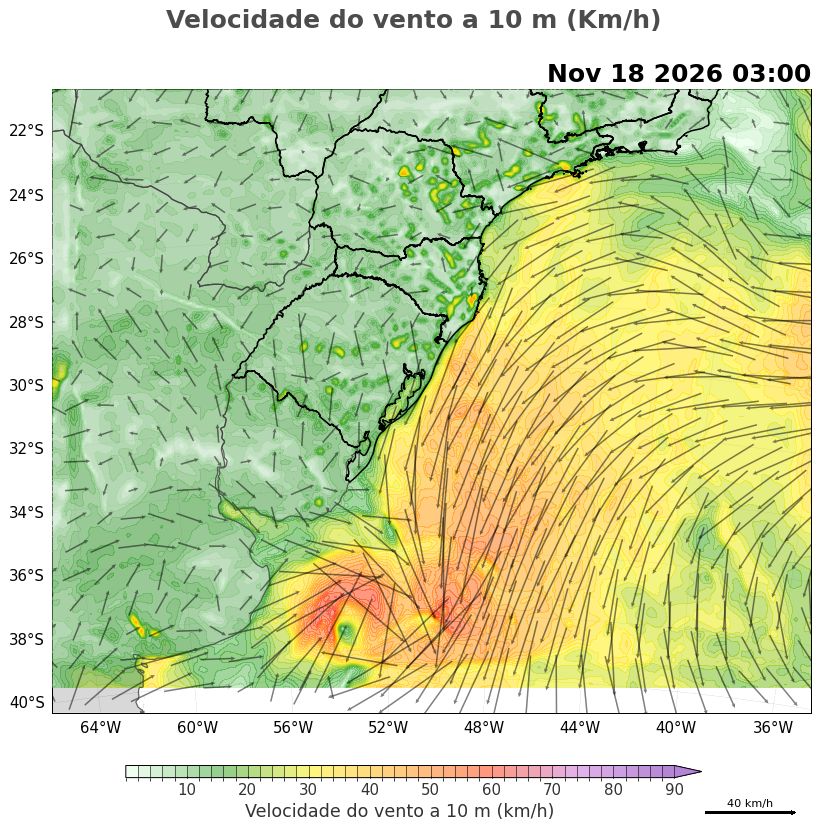 Velocidade do vento a 10 m (Km/h)
Nov 18 2026 03:00
22°S
24°S
26°S
28°S
30°S
32°S
34°S
36°S
38°S
40°S
64°W 60°W 56°W 52°W 48°W 44°W 40°W 36°W
10 20 30 40 50 60 70 80 90
Velocidade do vento a 10 m (km/h)
40 km/h